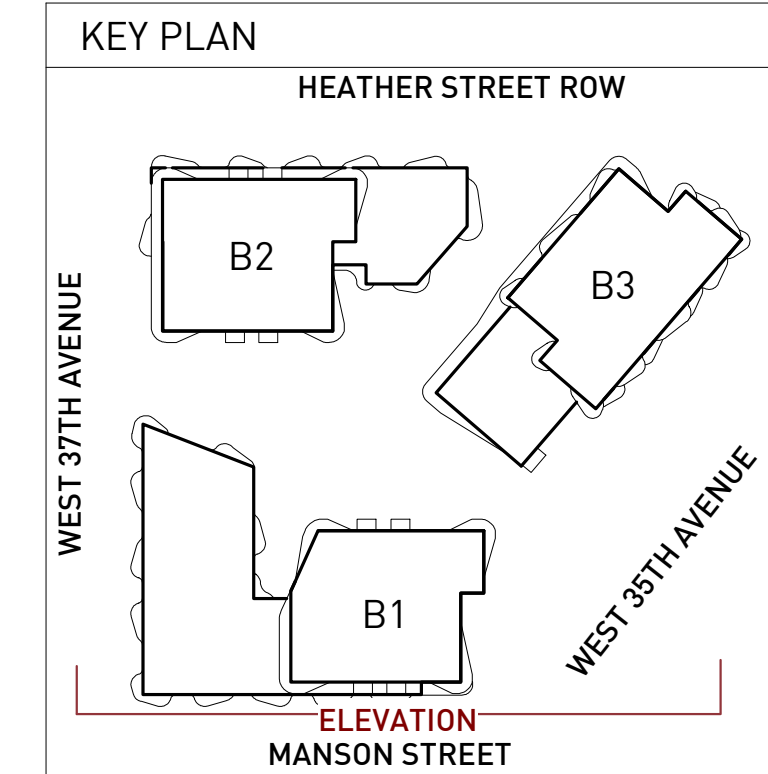 KEY PLAN
HEATHER STREET ROW
B2
B3
WEST 37TH AVENUE
WEST 35TH AVENUE
B1
ELEVATION
MANSON STREET